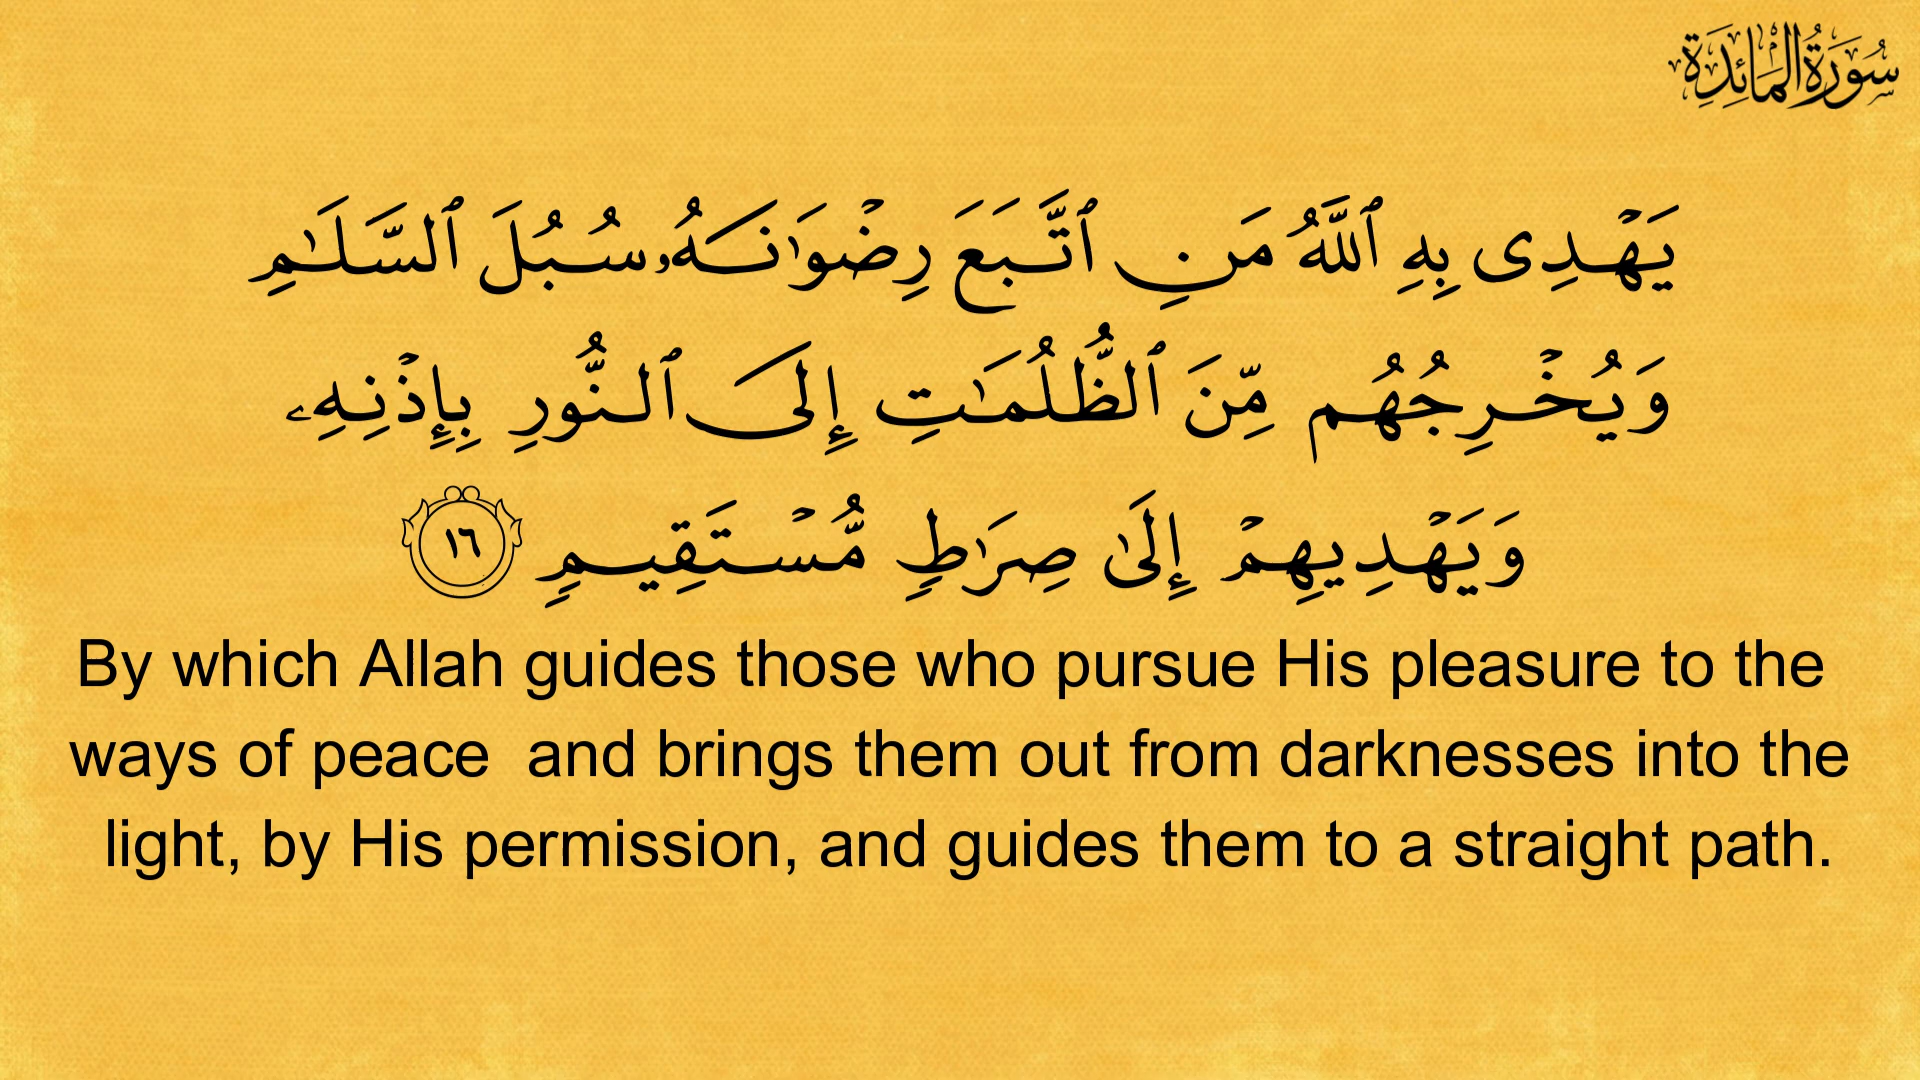 سُورَةُ الْمَائِدَةِ
يَهْدِى بِهِ ٱللَّهُ مَنِ ٱتَّبَعَ رِضْوَٰنَهُۥ سُبُلَ ٱلسَّلَـٰمِ
وَيُخْرِجُهُم مِّنَ ٱلظُّلُمَـٰتِ إِلَى ٱلنُّورِ بِإِذْنِهِۦ
وَيَهْدِيهِمْ إِلَىٰ صِرَٰطٍ مُّسْتَقِيمٍ ١٦
By which Allah guides those who pursue His pleasure to the
ways of peace  and brings them out from darknesses into the
light, by His permission, and guides them to a straight path.